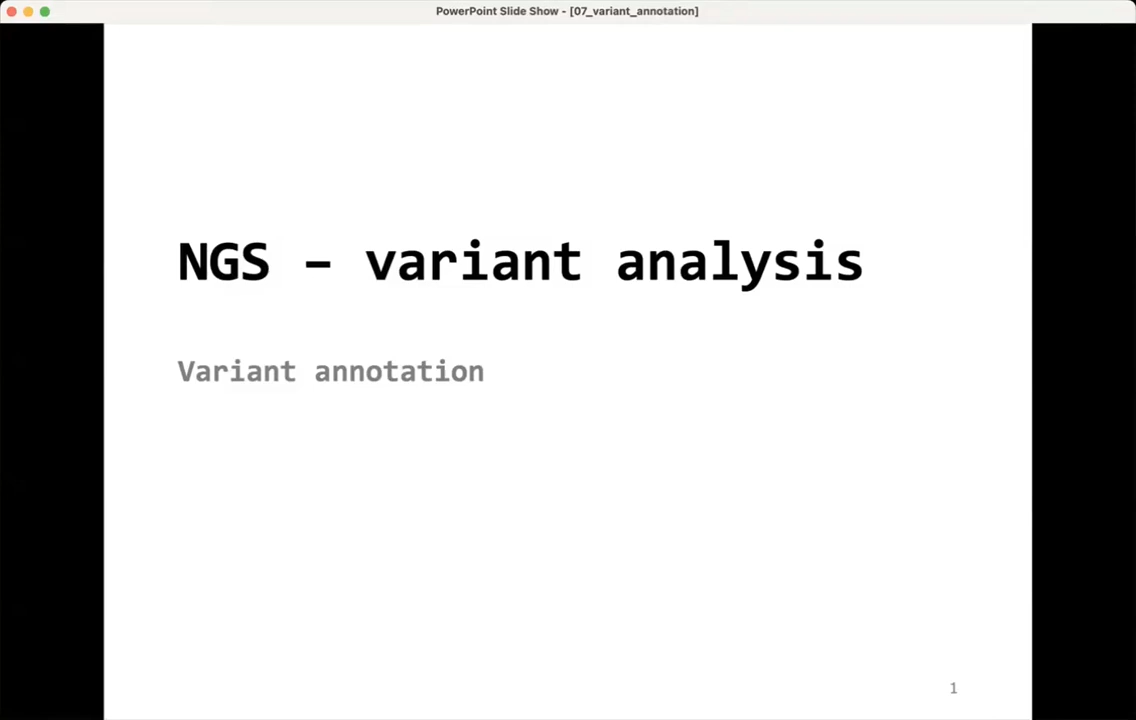 PowerPoint Slide Show - [07_variant_annotation]
NGS – variant analysis
Variant annotation
1